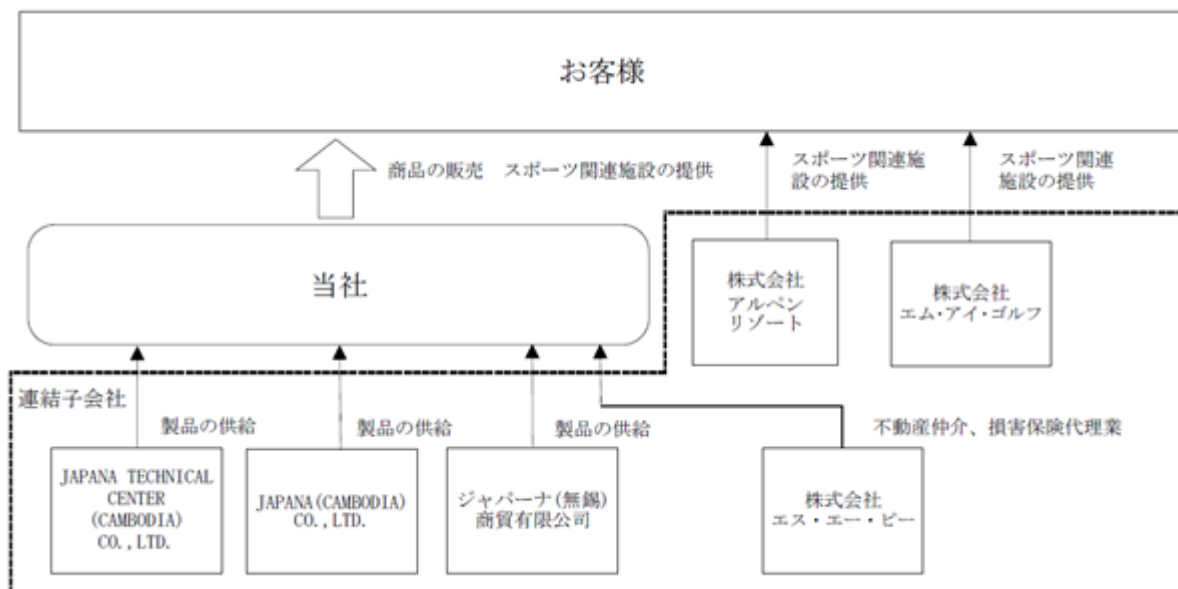 お客様
商品の販売　スポーツ関連施設の提供
スポーツ関連施
設の提供
スポーツ関連
施設の提供
当社
株式会社
アルペン
リゾート
株式会社
エム・アイ・ゴルフ
連結子会社
製品の供給
製品の供給
製品の供給
不動産仲介、損害保険代理業
JAPANA TECHNICAL
CENTER
(CAMBODIA)
CO.,LTD.
JAPANA(CAMBODIA)
CO.,LTD.
ジャパーナ(無錫)
商貿有限公司
株式会社
エス・エー・ピー